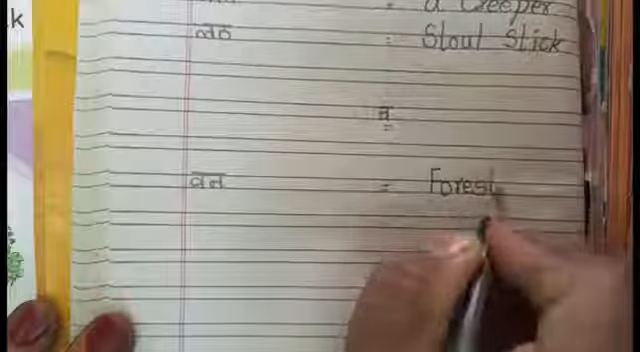 k
= a Creeper
लठ : Stout Stick
व
वन = Forest